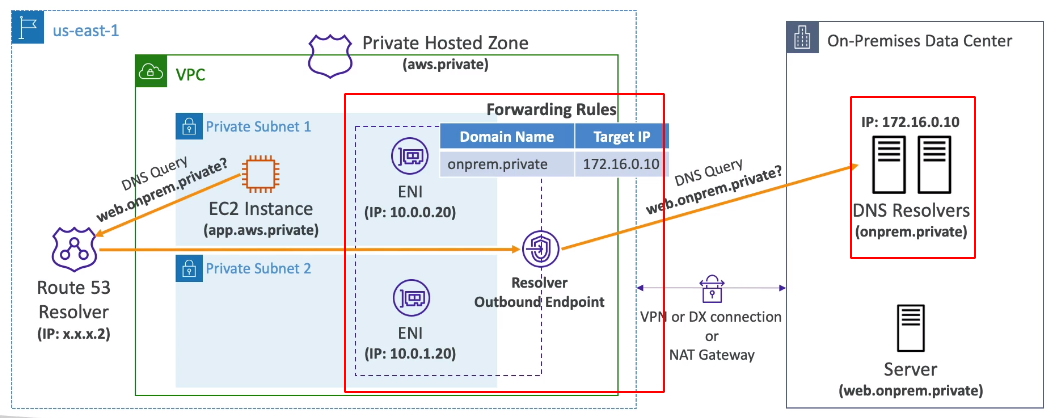 us-east-1
Private Hosted Zone
(aws.private)
On-Premises Data Center
VPC
Forwarding Rules
Domain Name
Target IP
onprem.private
172.16.0.10
Private Subnet 1
ENI
(IP: 10.0.0.20)
DNS Query
web.onprem.private?
EC2 Instance
(app.aws.private)
DNS Query
web.onprem.private?
IP: 172.16.0.10
DNS Resolvers
(onprem.private)
Route 53
Resolver
(IP: x.x.x.2)
Private Subnet 2
ENI
(IP: 10.0.1.20)
Resolver
Outbound Endpoint
VPN or DX connection
or
NAT Gateway
Server
(web.onprem.private)